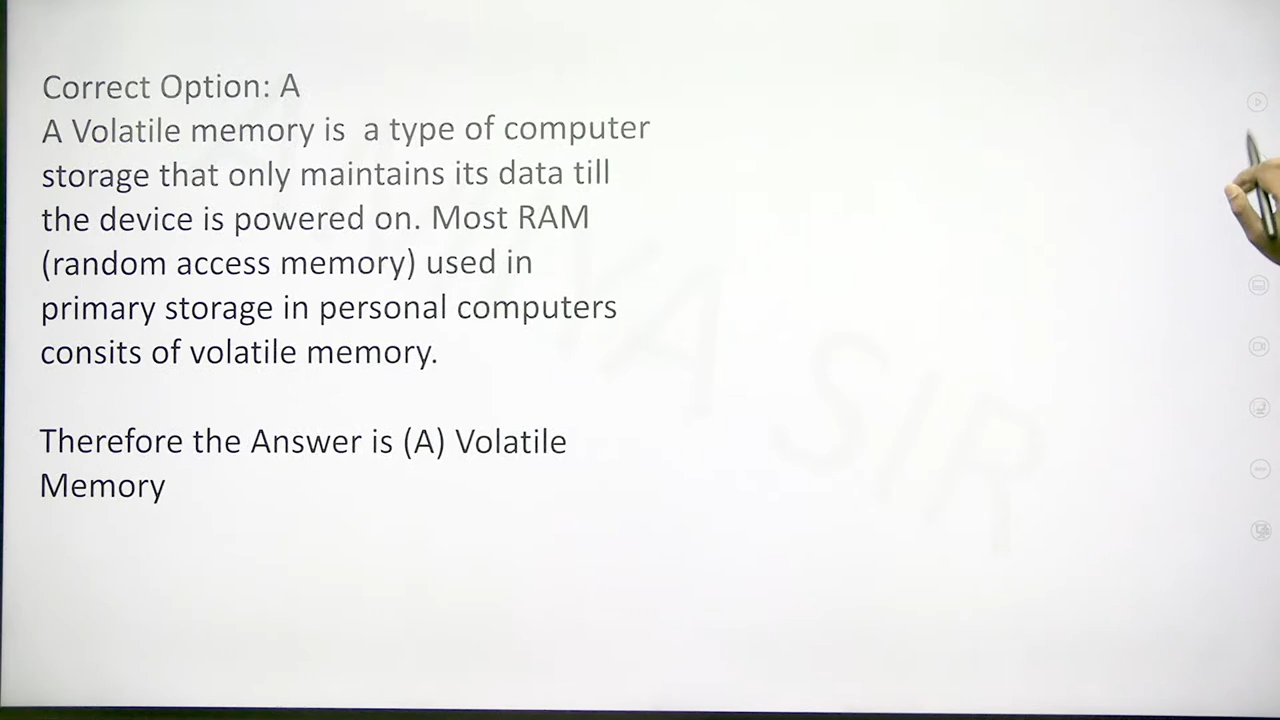 Correct Option: A
A Volatile memory is  a type of computer
storage that only maintains its data till
the device is powered on. Most RAM
(random access memory) used in
primary storage in personal computers
consits of volatile memory.
Therefore the Answer is (A) Volatile
Memory
SIR